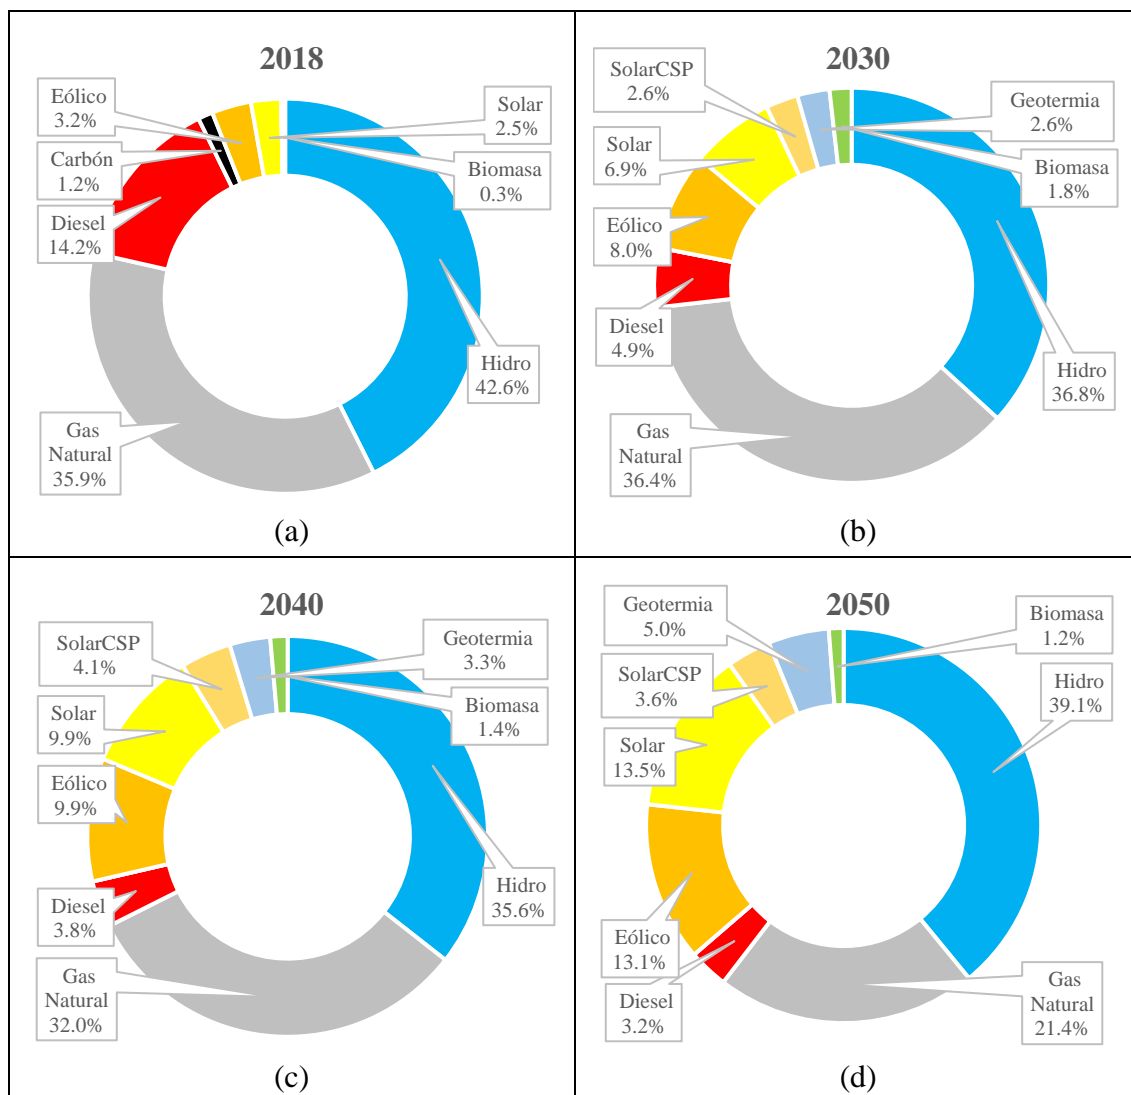 2018
Eólico
3.2%
Carbón
1.2%
Diesel
14.2%
Gas
Natural
35.9%
Solar
2.5%
Biomasa
0.3%
Hidro
42.6%
(a)
2030
SolarCSP
2.6%
Solar
6.9%
Eólico
8.0%
Diesel
4.9%
Gas
Natural
36.4%
Geotermia
2.6%
Biomasa
1.8%
Hidro
36.8%
(b)
2040
SolarCSP
4.1%
Solar
9.9%
Eólico
9.9%
Diesel
3.8%
Gas
Natural
32.0%
Geotermia
3.3%
Biomasa
1.4%
Hidro
35.6%
(c)
2050
Geotermia
5.0%
SolarCSP
3.6%
Solar
13.5%
Eólico
13.1%
Diesel
3.2%
Biomasa
1.2%
Hidro
39.1%
Gas
Natural
21.4%
(d)